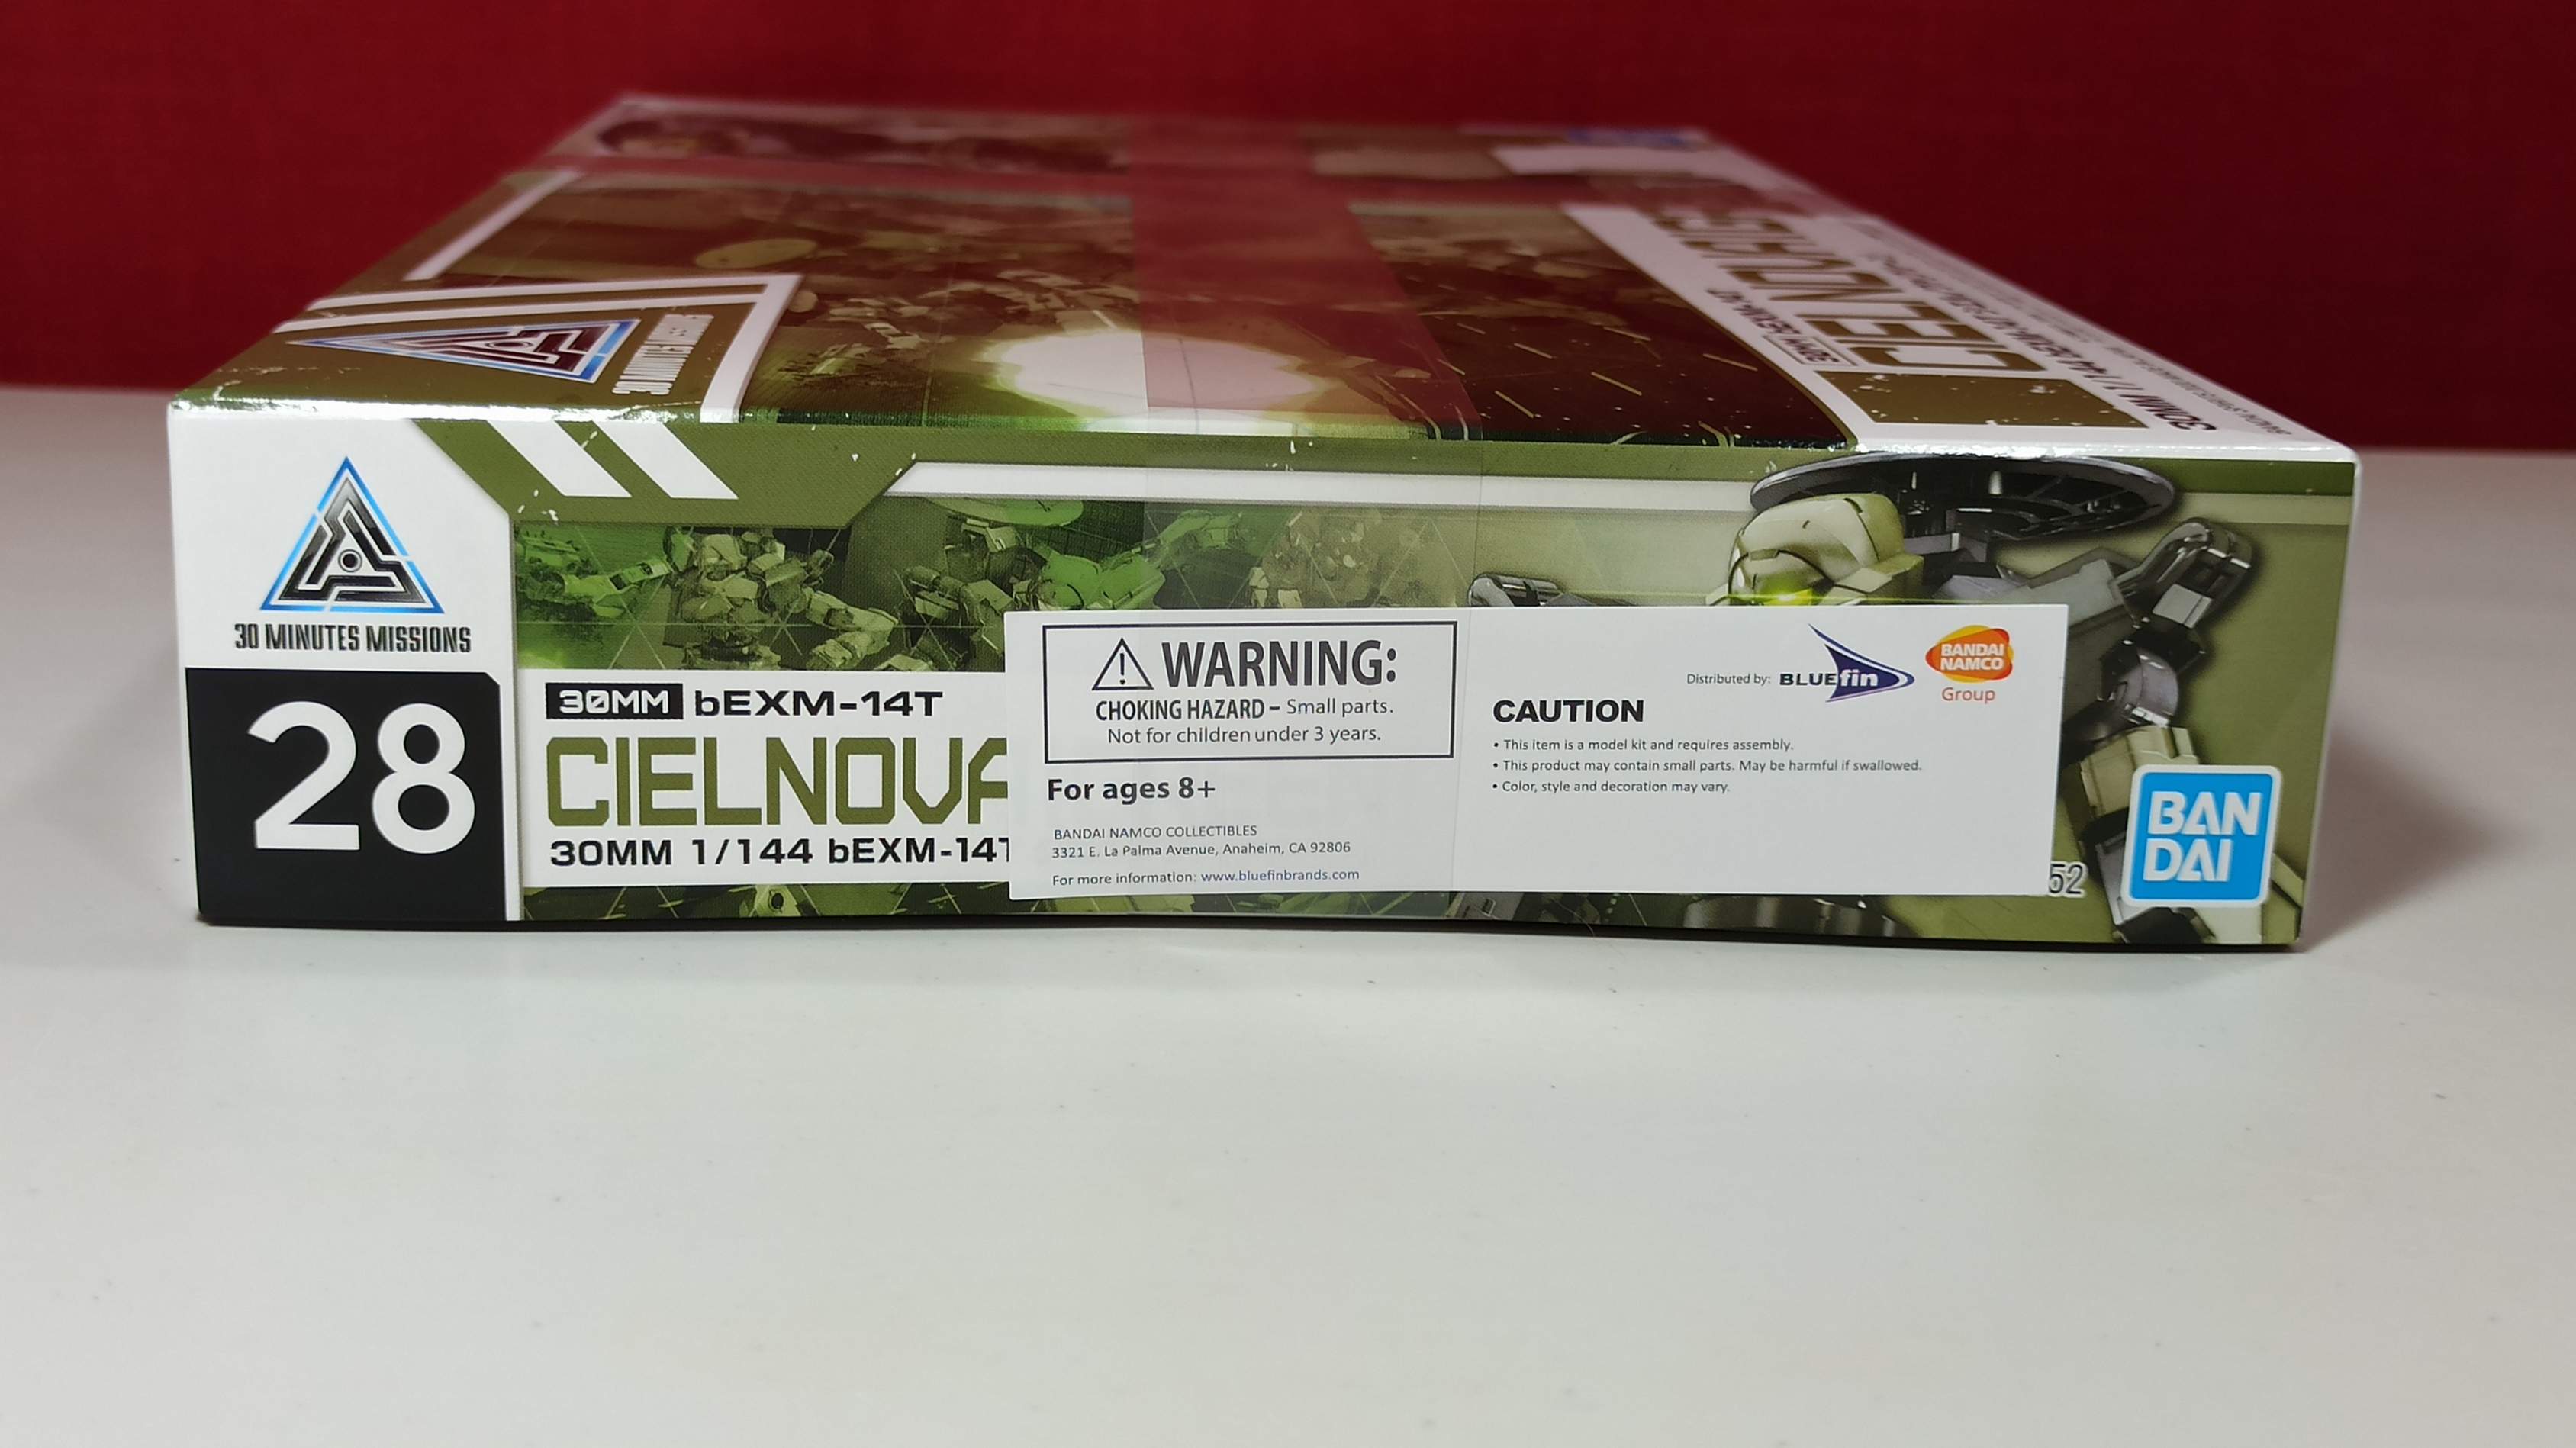 30 MINUTES MISSIONS
30 MINUTES MISSIONS
28
30MM bEXM-14T
CIELNOVA
30MM 1/144 bEXM-14T
WARNING:
CHOKING HAZARD – Small parts.
Not for children under 3 years.
For ages 8+
BANDAI NAMCO COLLECTIBLES
3321 E. La Palma Avenue, Anaheim, CA 92806
For more information: www.bluefinbrands.com
Distributed by: BLUEfin
BANDAI
NAMCO
Group
CAUTION
• This item is a model kit and requires assembly.
• This product may contain small parts. May be harmful if swallowed.
• Color, style and decoration may vary.
52
BAN
DAI